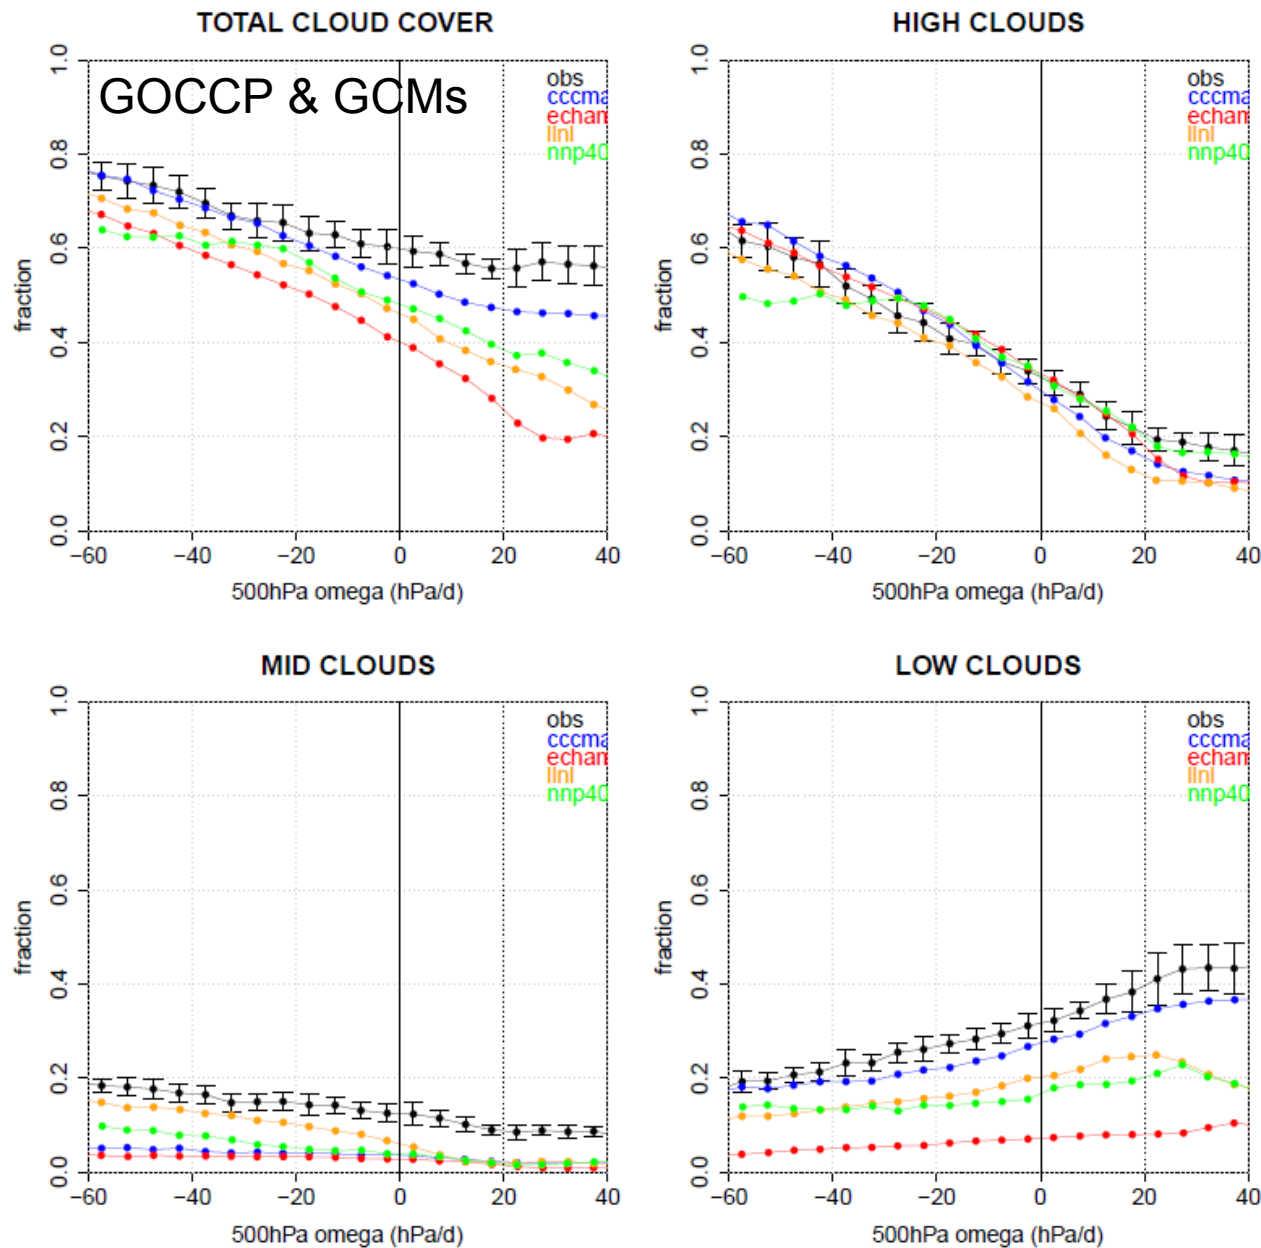 TOTAL CLOUD COVER
GOCCP & GCMs
obs
cccma
echam
llnl
nnp40
1.0
0.8
0.6
0.4
0.2
0.0
fraction
−60 −40 −20 0 20 40
500hPa omega (hPa/d)
HIGH CLOUDS
obs
cccma
echam
llnl
nnp40
1.0
0.8
0.6
0.4
0.2
0.0
fraction
−60 −40 −20 0 20 40
500hPa omega (hPa/d)
MID CLOUDS
obs
cccma
echam
llnl
nnp40
1.0
0.8
0.6
0.4
0.2
0.0
fraction
−60 −40 −20 0 20 40
500hPa omega (hPa/d)
LOW CLOUDS
obs
cccma
echam
llnl
nnp40
1.0
0.8
0.6
0.4
0.2
0.0
fraction
−60 −40 −20 0 20 40
500hPa omega (hPa/d)